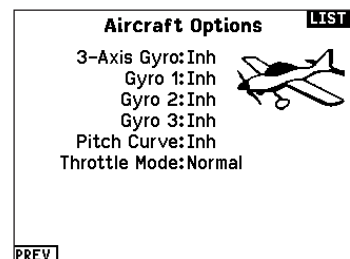 Aircraft Options
LIST
3-Axis Gyro:Inh
Gyro 1:Inh
Gyro 2:Inh
Gyro 3:Inh
Pitch Curve:Inh
Throttle Mode:Normal
PREV